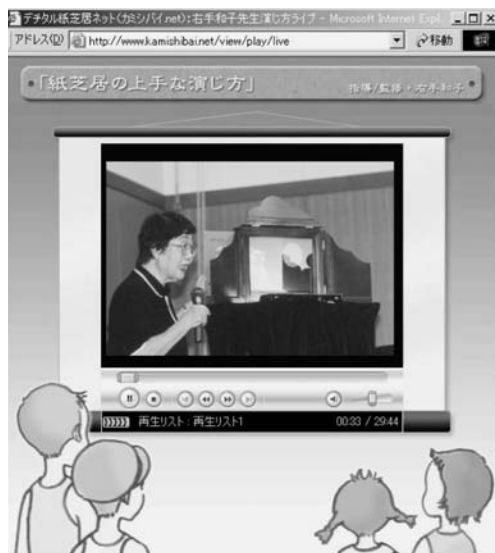 デヂタル紙芝居ネット(カミシバイ.net):右手和子先生演じ方ライブ - Microsoft Internet Expl...
アドレス(D) http://www.kamishibai.net/view/play/live 移動
「紙芝居の上手な演じ方」
指導/監修・右手和子
再生リスト:再生リスト1 00:33 / 29:44